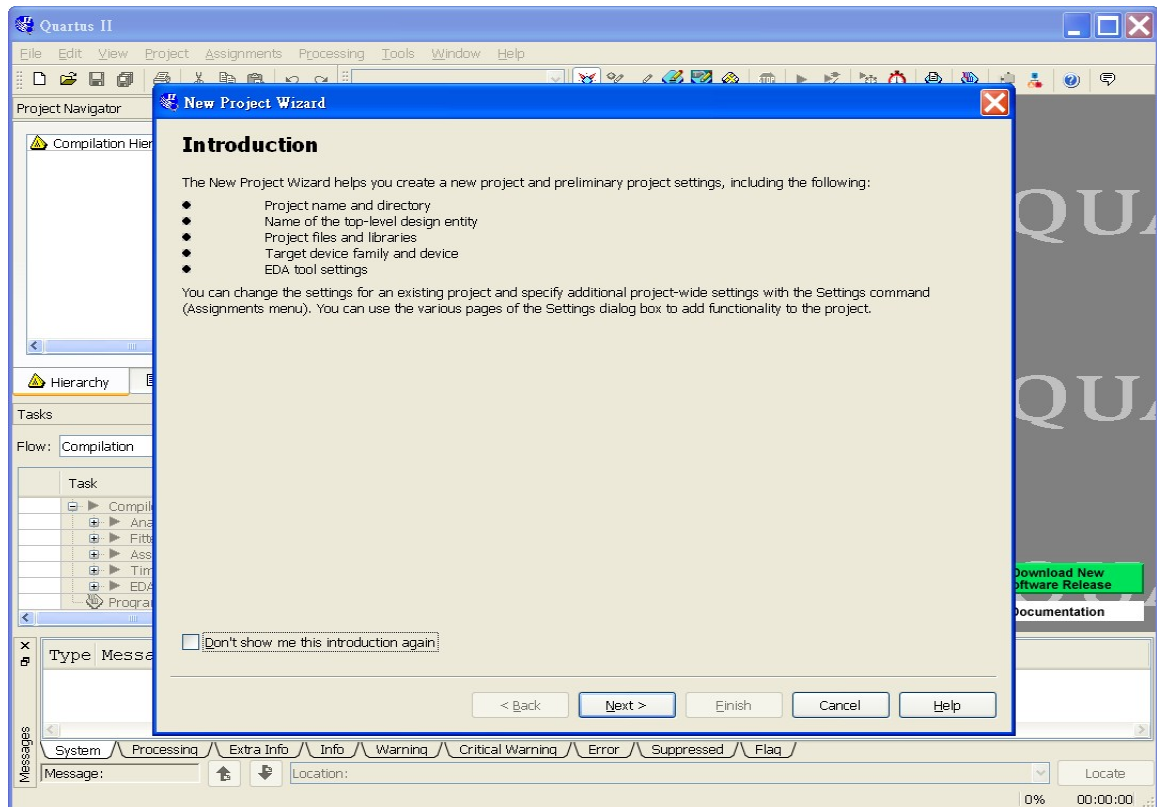 Quartus II
File Edit View Project Assignments Processing Tools Window Help
Project Navigator
Compilation Hier
Hierarchy
Tasks
Flow: Compilation
Task
Compil
Ana
Fitte
Ass
Tim
EDA
Program
New Project Wizard
Introduction
The New Project Wizard helps you create a new project and preliminary project settings, including the following:
Project name and directory
Name of the top-level design entity
Project files and libraries
Target device family and device
EDA tool settings
You can change the settings for an existing project and specify additional project-wide settings with the Settings command
(Assignments menu). You can use the various pages of the Settings dialog box to add functionality to the project.
Don't show me this introduction again
< Back Next > Finish Cancel Help
QUA
QUA
Download New
Software Release
Documentation
Type Messa
System Processing Extra Info Info Warning Critical Warning Error Suppressed Flag
Messages
Message: Location: Locate
0% 00:00:00